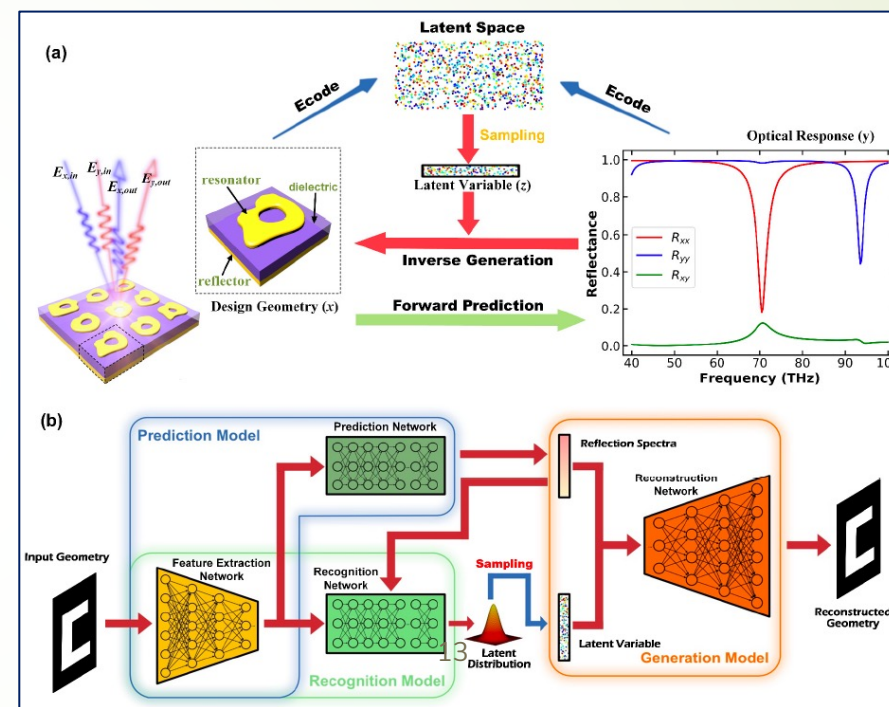 (a)
Latent Space
Ecode
Ecode
Sampling
Latent Variable (z)
Optical Response (y)
E_x,in
E_y,in
E_x,out
E_y,out
resonator
dielectric
reflector
Design Geometry (x)
Inverse Generation
Forward Prediction
Reflectance
1.0
0.8
0.6
0.4
0.2
0.0
R_xx
R_yy
R_xy
40 50 60 70 80 90 10
Frequency (THz)
(b)
Prediction Model
Prediction Network
Reflection Spectra
Reconstruction
Network
Input Geometry
Feature Extraction
Network
Recognition
Network
Sampling
Reconstructed
Geometry
13
Latent
Distribution
Latent Variable
Recognition Model
Generation Model